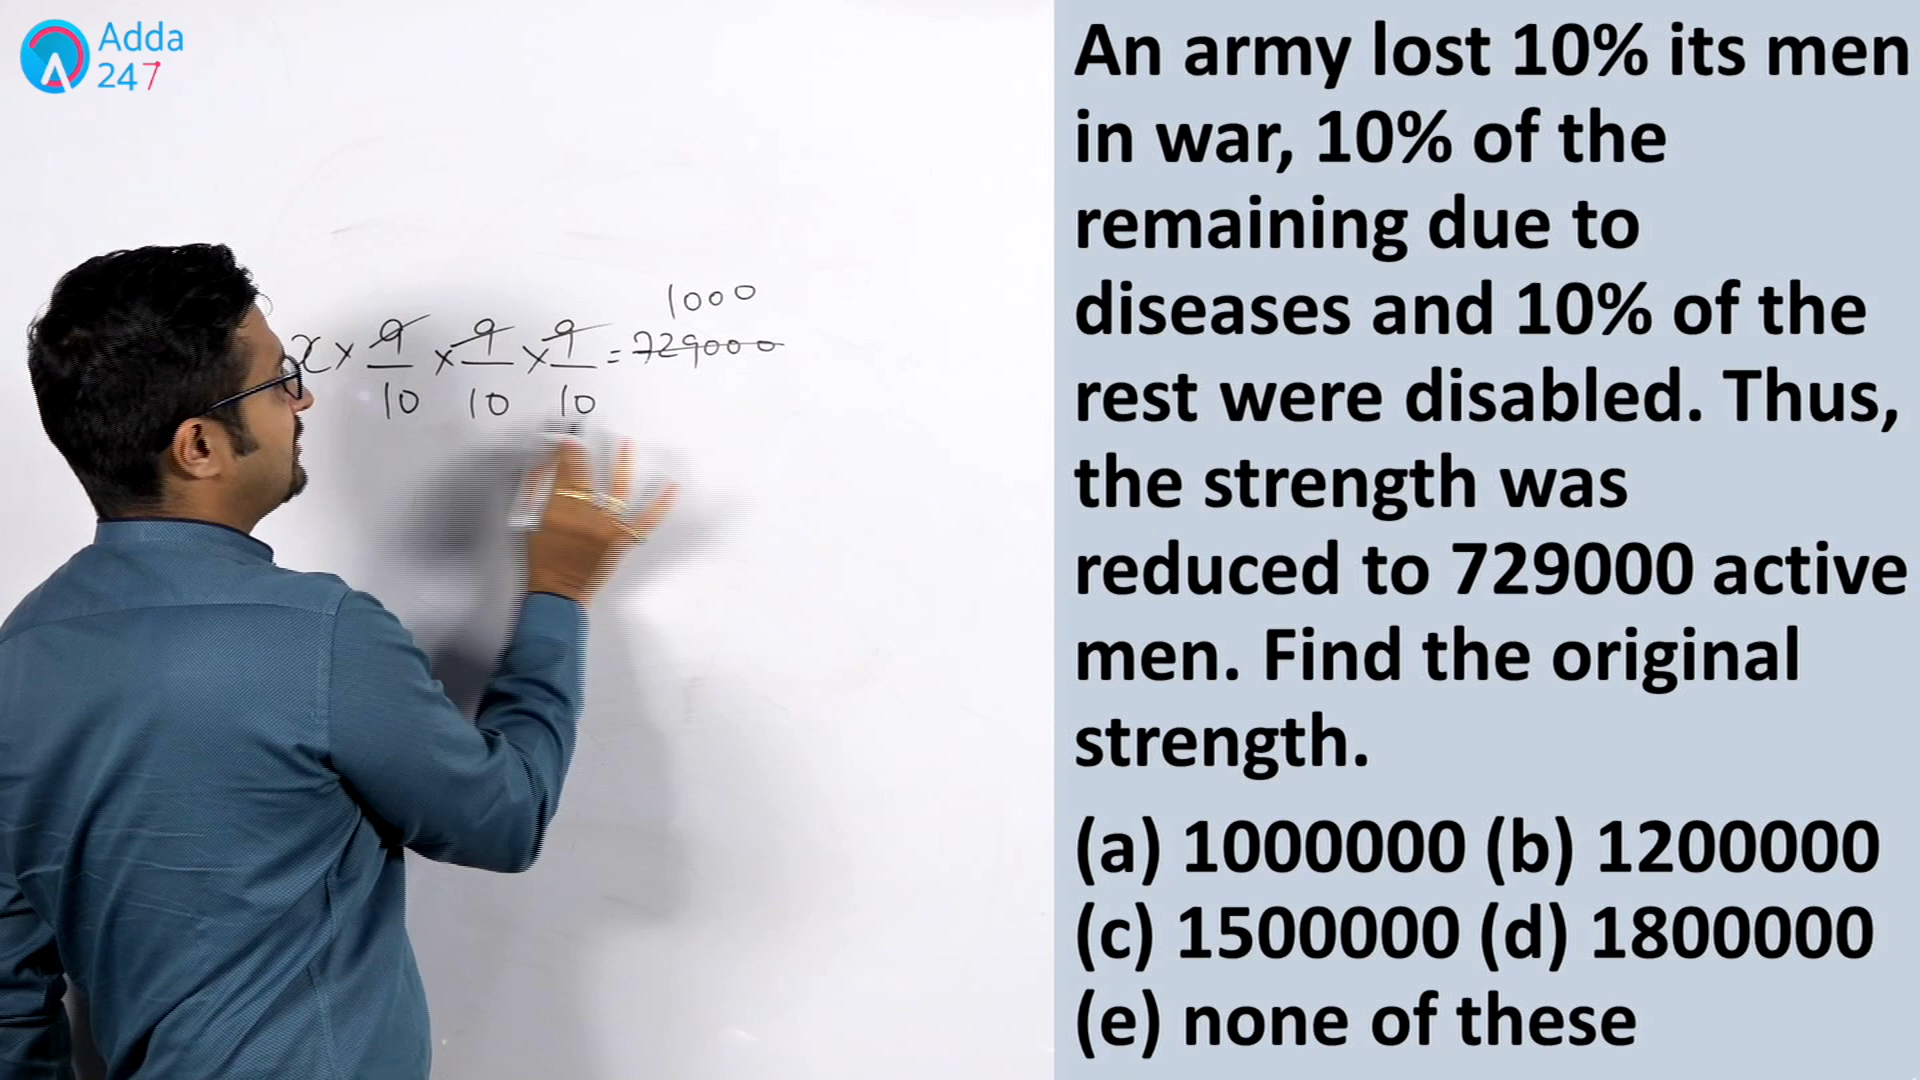 Adda
247
1000
x × 9/10 × 9/10 × 9/10 = 729000
An army lost 10% its men
in war, 10% of the
remaining due to
diseases and 10% of the
rest were disabled. Thus,
the strength was
reduced to 729000 active
men. Find the original
strength.
(a) 1000000 (b) 1200000
(c) 1500000 (d) 1800000
(e) none of these